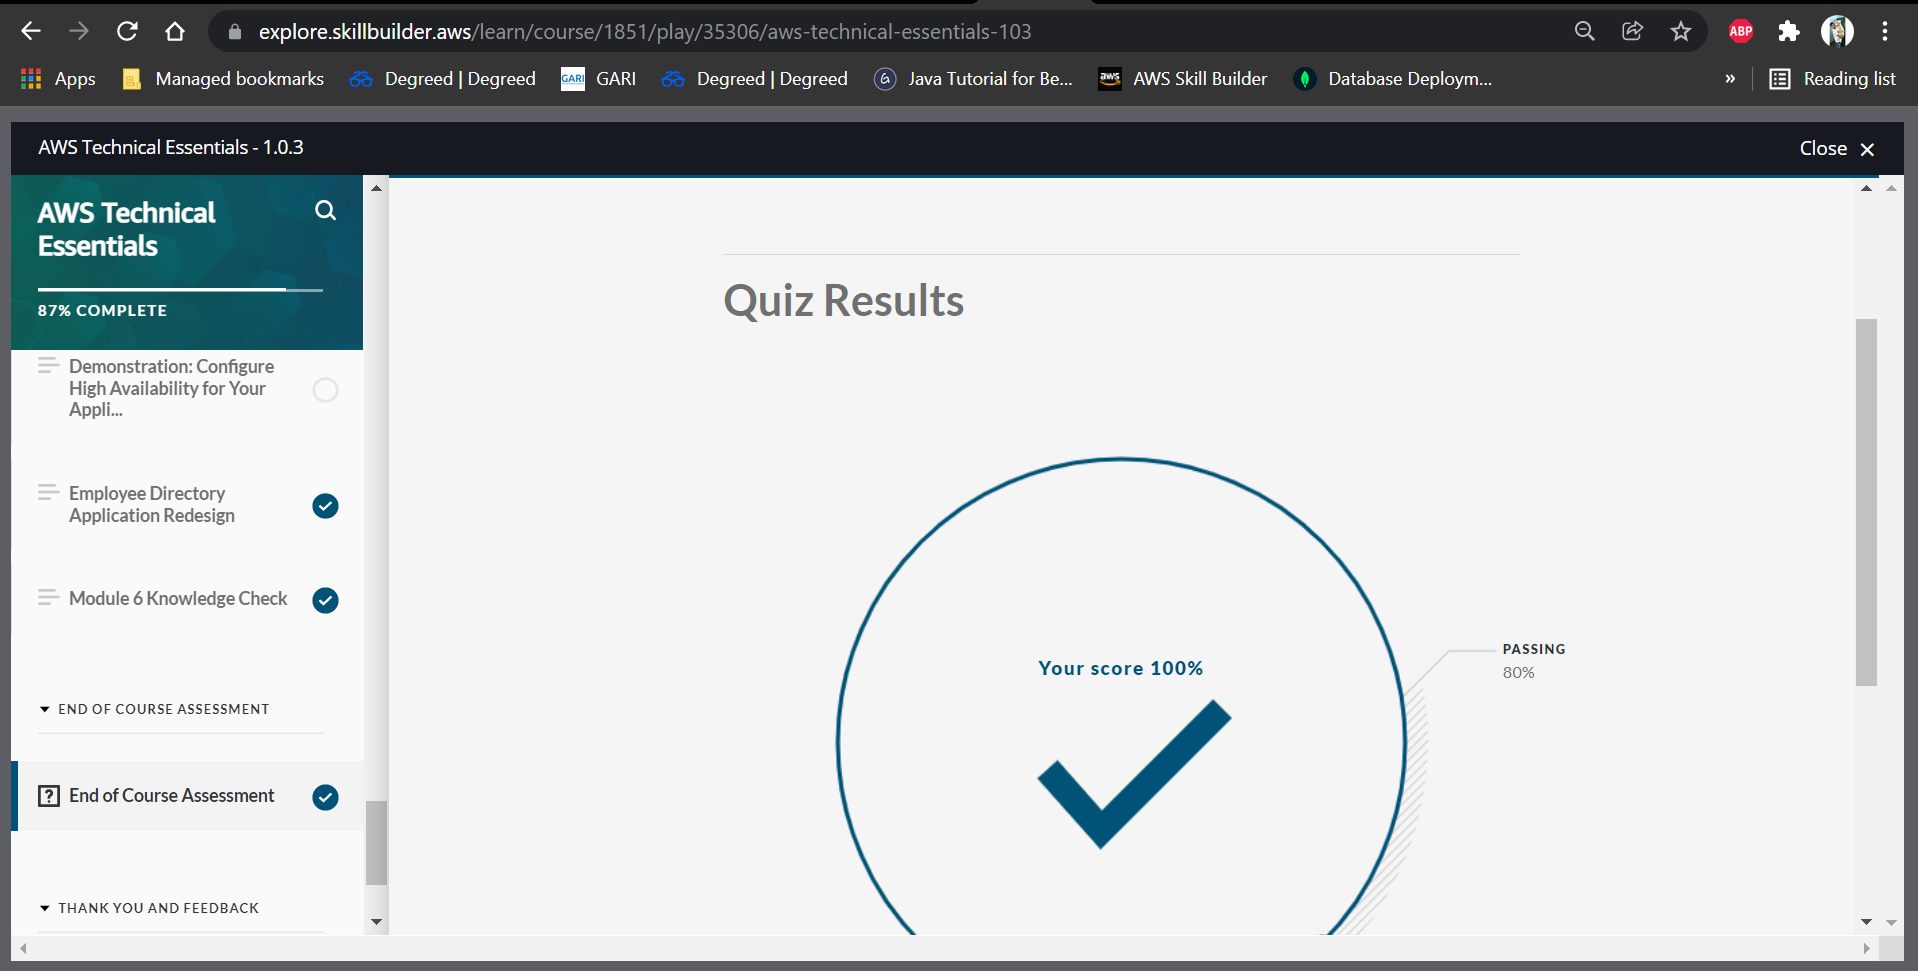 explore.skillbuilder.aws/learn/course/1851/play/35306/aws-technical-essentials-103
ABP
Apps
Managed bookmarks
Degreed | Degreed
GARI GARI
Degreed | Degreed
G Java Tutorial for Be...
aws AWS Skill Builder
Database Deploym...
»
Reading list
AWS Technical Essentials - 1.0.3
Close ×
AWS Technical
Essentials
87% COMPLETE
Demonstration: Configure
High Availability for Your
Appli...
Employee Directory
Application Redesign
Module 6 Knowledge Check
END OF COURSE ASSESSMENT
? End of Course Assessment
THANK YOU AND FEEDBACK
Quiz Results
Your score 100%
PASSING
80%